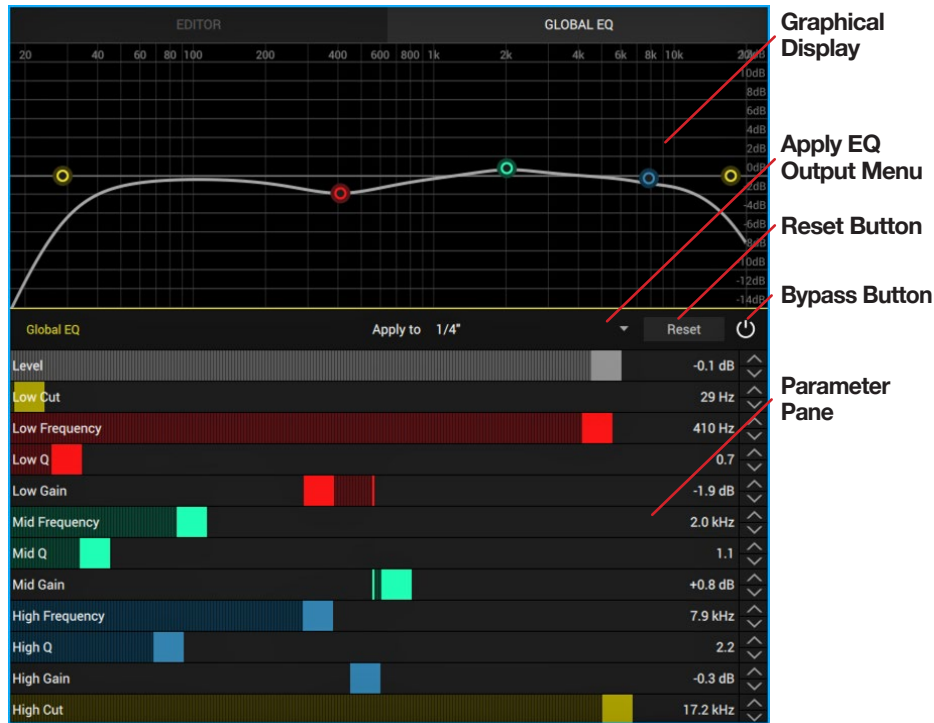 EDITOR GLOBAL EQ
20 40 60 80 100 200 400 600 800 1k 2k 4k 6k 8k 10k
10dB
8dB
6dB
4dB
2dB
0dB
-2dB
-4dB
-6dB
-8dB
10dB
-12dB
-14dB
Graphical
Display
Apply EQ
Output Menu
Reset Button
Bypass Button
Parameter
Pane
Global EQ Apply to 1/4" Reset
Level -0.1 dB
Low Cut 29 Hz
Low Frequency 410 Hz
Low Q 0.7
Low Gain -1.9 dB
Mid Frequency 2.0 kHz
Mid Q 1.1
Mid Gain +0.8 dB
High Frequency 7.9 kHz
High Q 2.2
High Gain -0.3 dB
High Cut 17.2 kHz